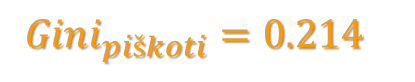 Gini_piškoti = 0.214